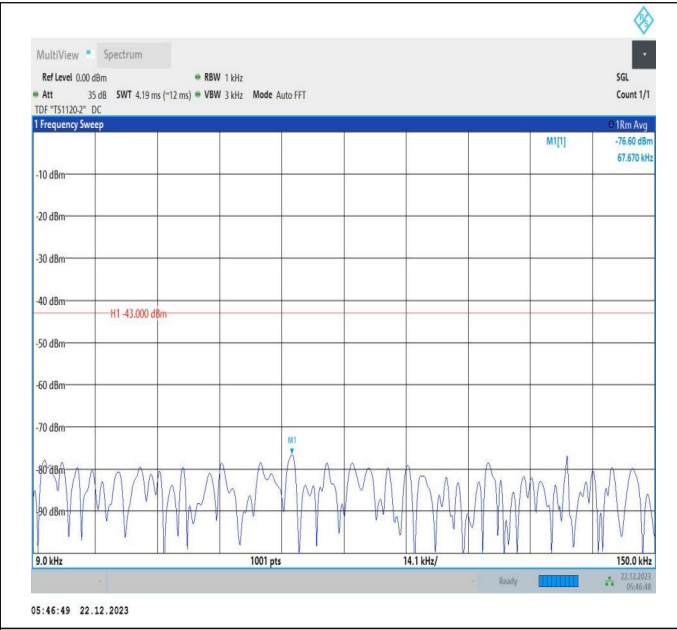 MultiView Spectrum
Ref Level 0.00 dBm RBW 1 kHz SGL
Att 35 dB SWT 4.19 ms (~12 ms) VBW 3 kHz Mode Auto FFT Count 1/1
TDF "TS1120-2" DC
1 Frequency Sweep 1Rm Avg
M1[1] -76.60 dBm
67.670 kHz
-10 dBm
-20 dBm
-30 dBm
-40 dBm
H1 -43.000 dBm
-50 dBm
-60 dBm
-70 dBm
M1
-80 dBm
-90 dBm
9.0 kHz 1001 pts 14.1 kHz/ 150.0 kHz
Ready 22.12.2023
05:46:48
05:46:49 22.12.2023